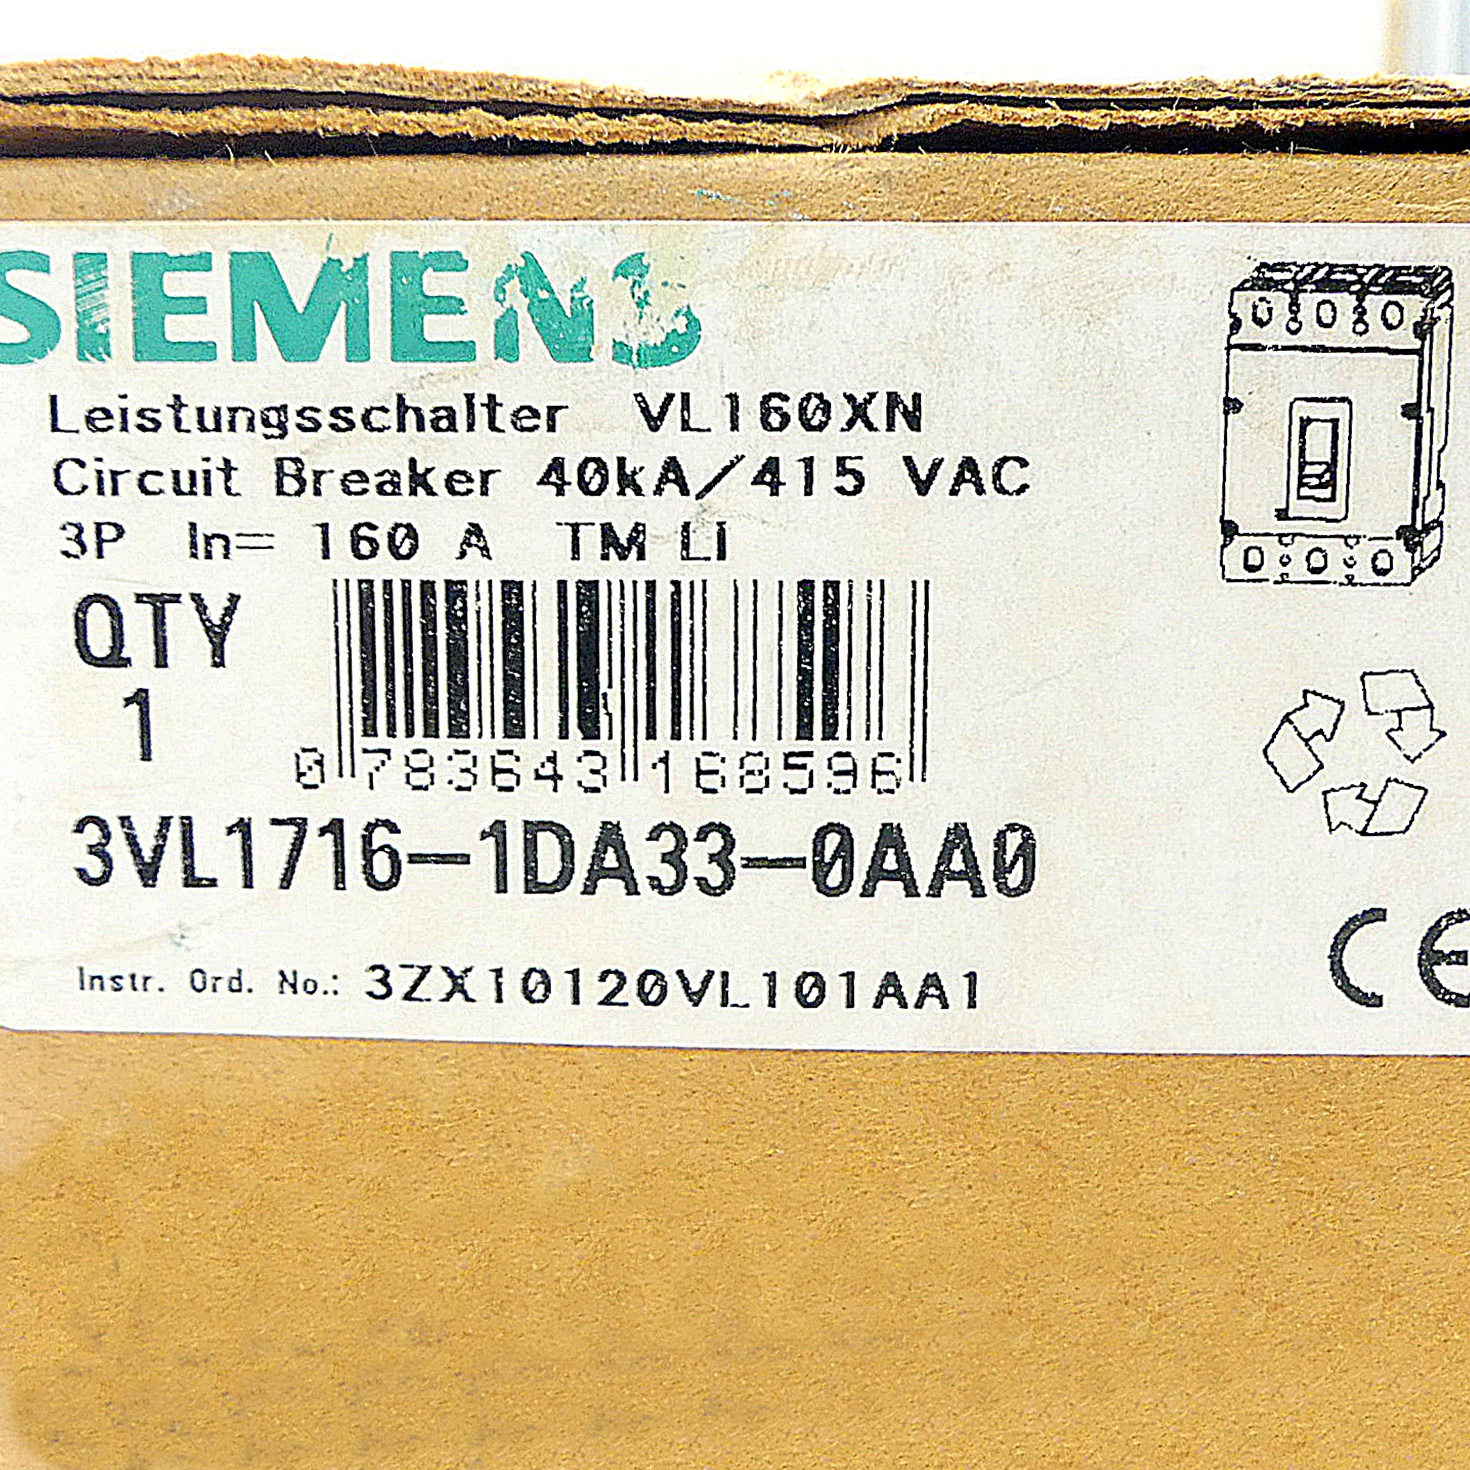 SIEMENS
Leistungsschalter VL160XN
Circuit Breaker 40kA/415 VAC
3P In= 160 A TM LI
QTY
1
0 783643 168596
3VL1716-1DA33-0AA0
Instr. Ord. No.: 3ZX10120VL101AA1
CE